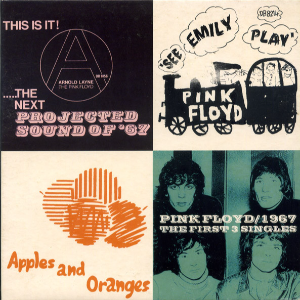 THIS IS IT!
A
ARNOLD LAYNE
THE PINK FLOYD
....THE
NEXT
PROJECTED
SOUND OF '67
'SEE
EMILY
PLAY'
PINK
FLOYD
Apples and
Oranges
PINK FLOYD/1967
THE FIRST 3 SINGLES